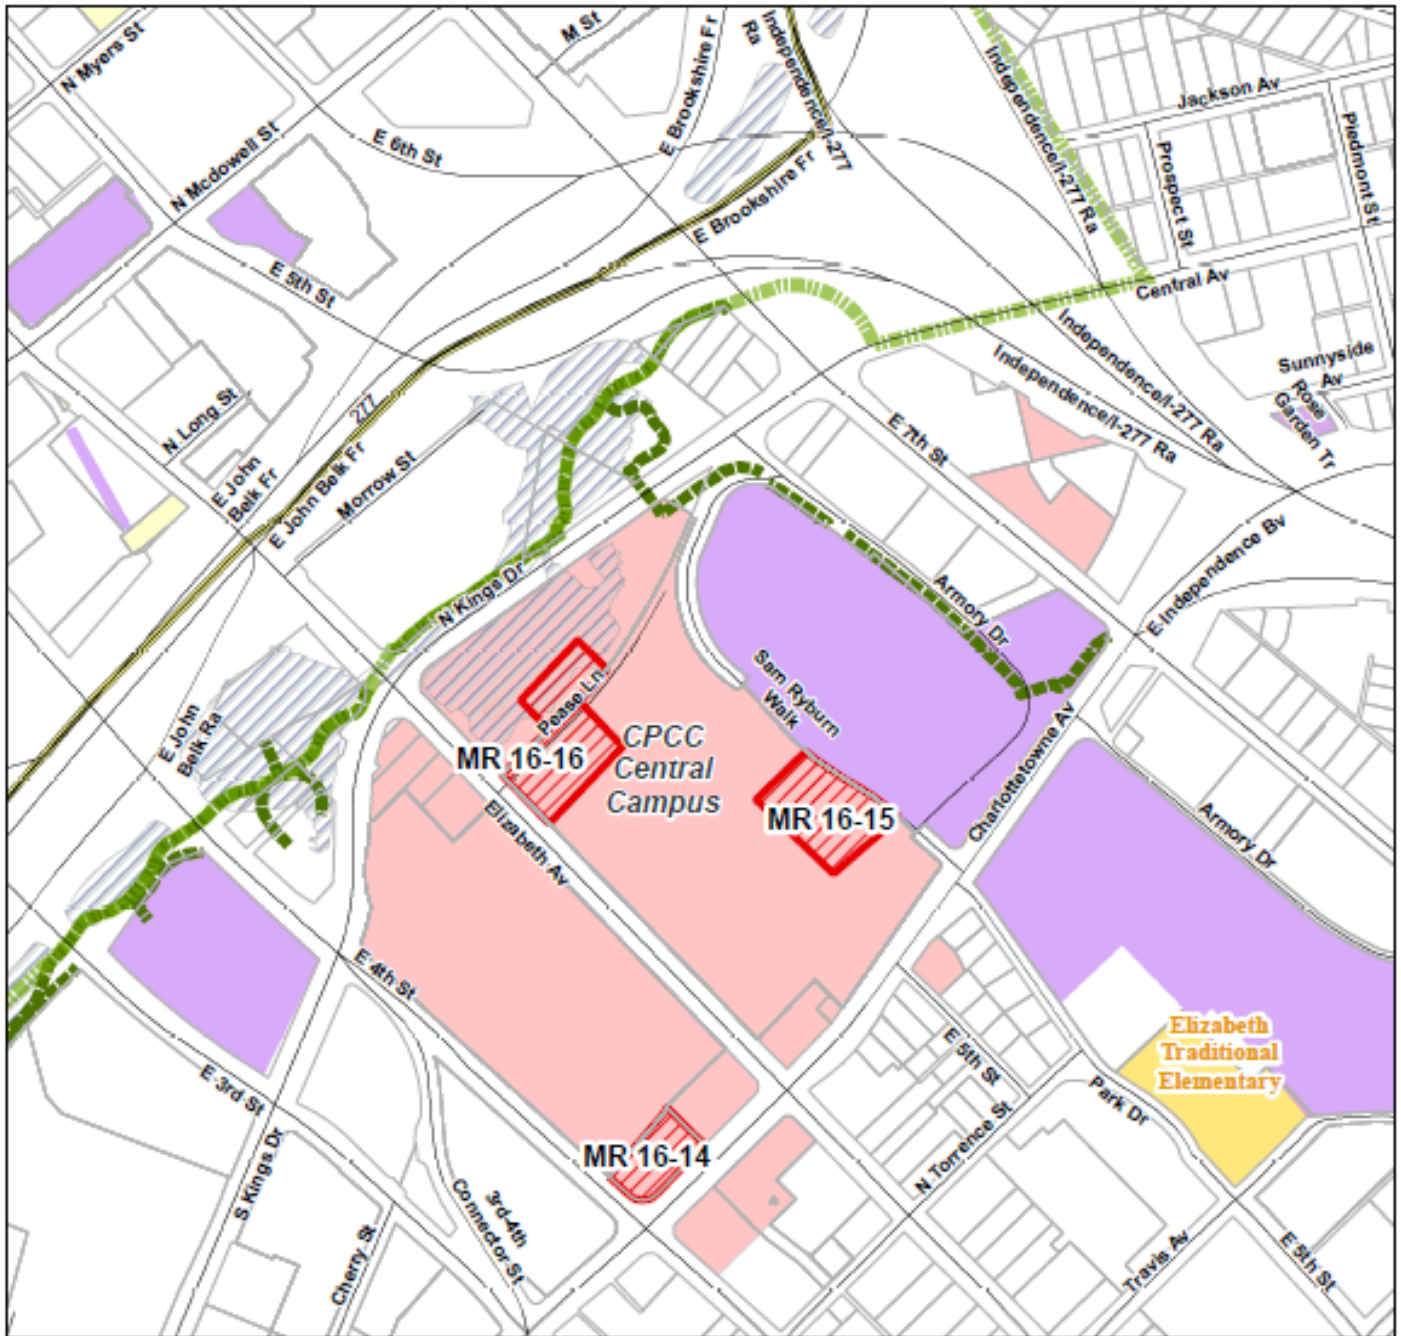 N Myers St
M St
E Brookshire Fr
Independence/I-277
Ra
Independence/I-277 Ra
Jackson Av
Piedmont St
Prospect St
E 6th St
N Mcdowell St
E Brookshire Fr
E 5th St
Central Av
Independence/I-277 Ra
Independence/I-277 Ra
Sunnyside
Av
Rose
Garden Tr
N Long St
277
E John
Belk Fr
E John Belk Fr
Morrow St
E 7th St
E Independence Bv
N Kings Dr
Armory Dr
Sam Ryburn
Walk
Pease Ln
E John
Belk Ra
MR 16-16
CPCC
Central
Campus
MR 16-15
Charlottetowne Av
Elizabeth Av
Armory Dr
E 4th St
Elizabeth
Traditional
Elementary
E 5th St
Park Dr
E 3rd St
N Torrence St
MR 16-14
S Kings Dr
3rd-4th
Connector St
Cherry St
Travis Av
E 5th St